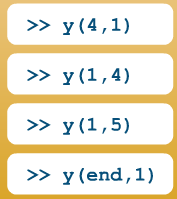 >> y(4,1)
>> y(1,4)
>> y(1,5)
>> y(end,1)